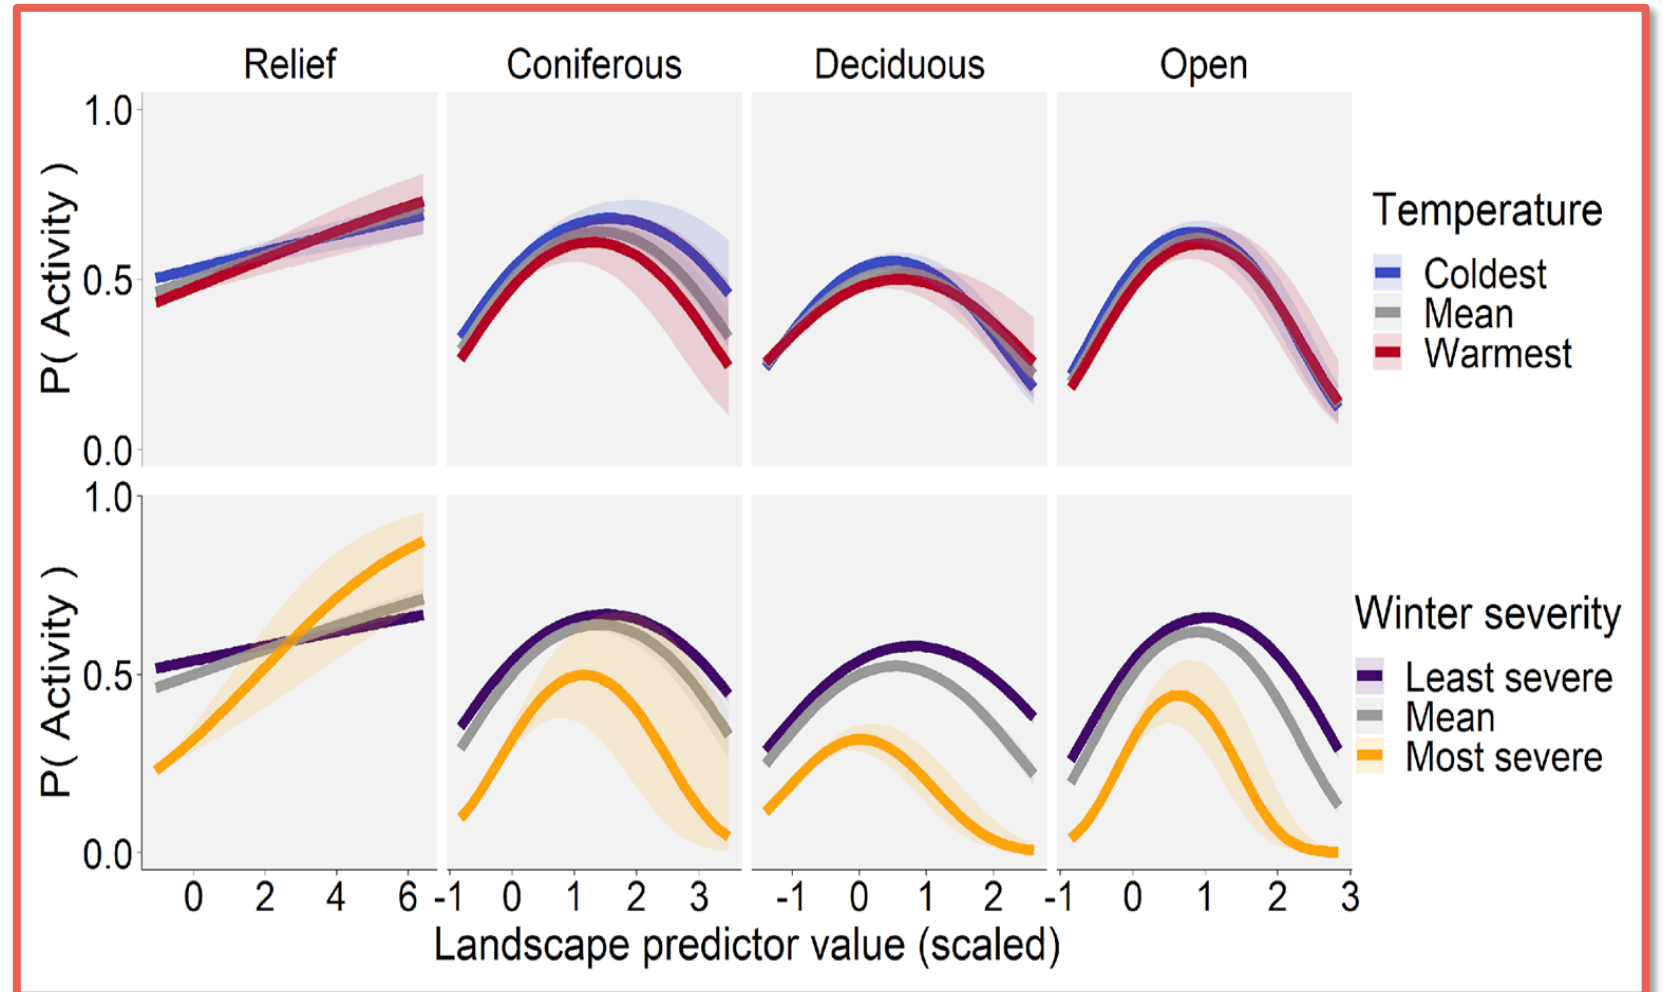 Relief Coniferous Deciduous Open
1.0
0.5
0.0
P( Activity )
Temperature
Coldest
Mean
Warmest
1.0
0.5
0.0
P( Activity )
Winter severity
Least severe
Mean
Most severe
0 2 4 6 -1 0 1 2 3 -1 0 1 2 -1 0 1 2 3
Landscape predictor value (scaled)